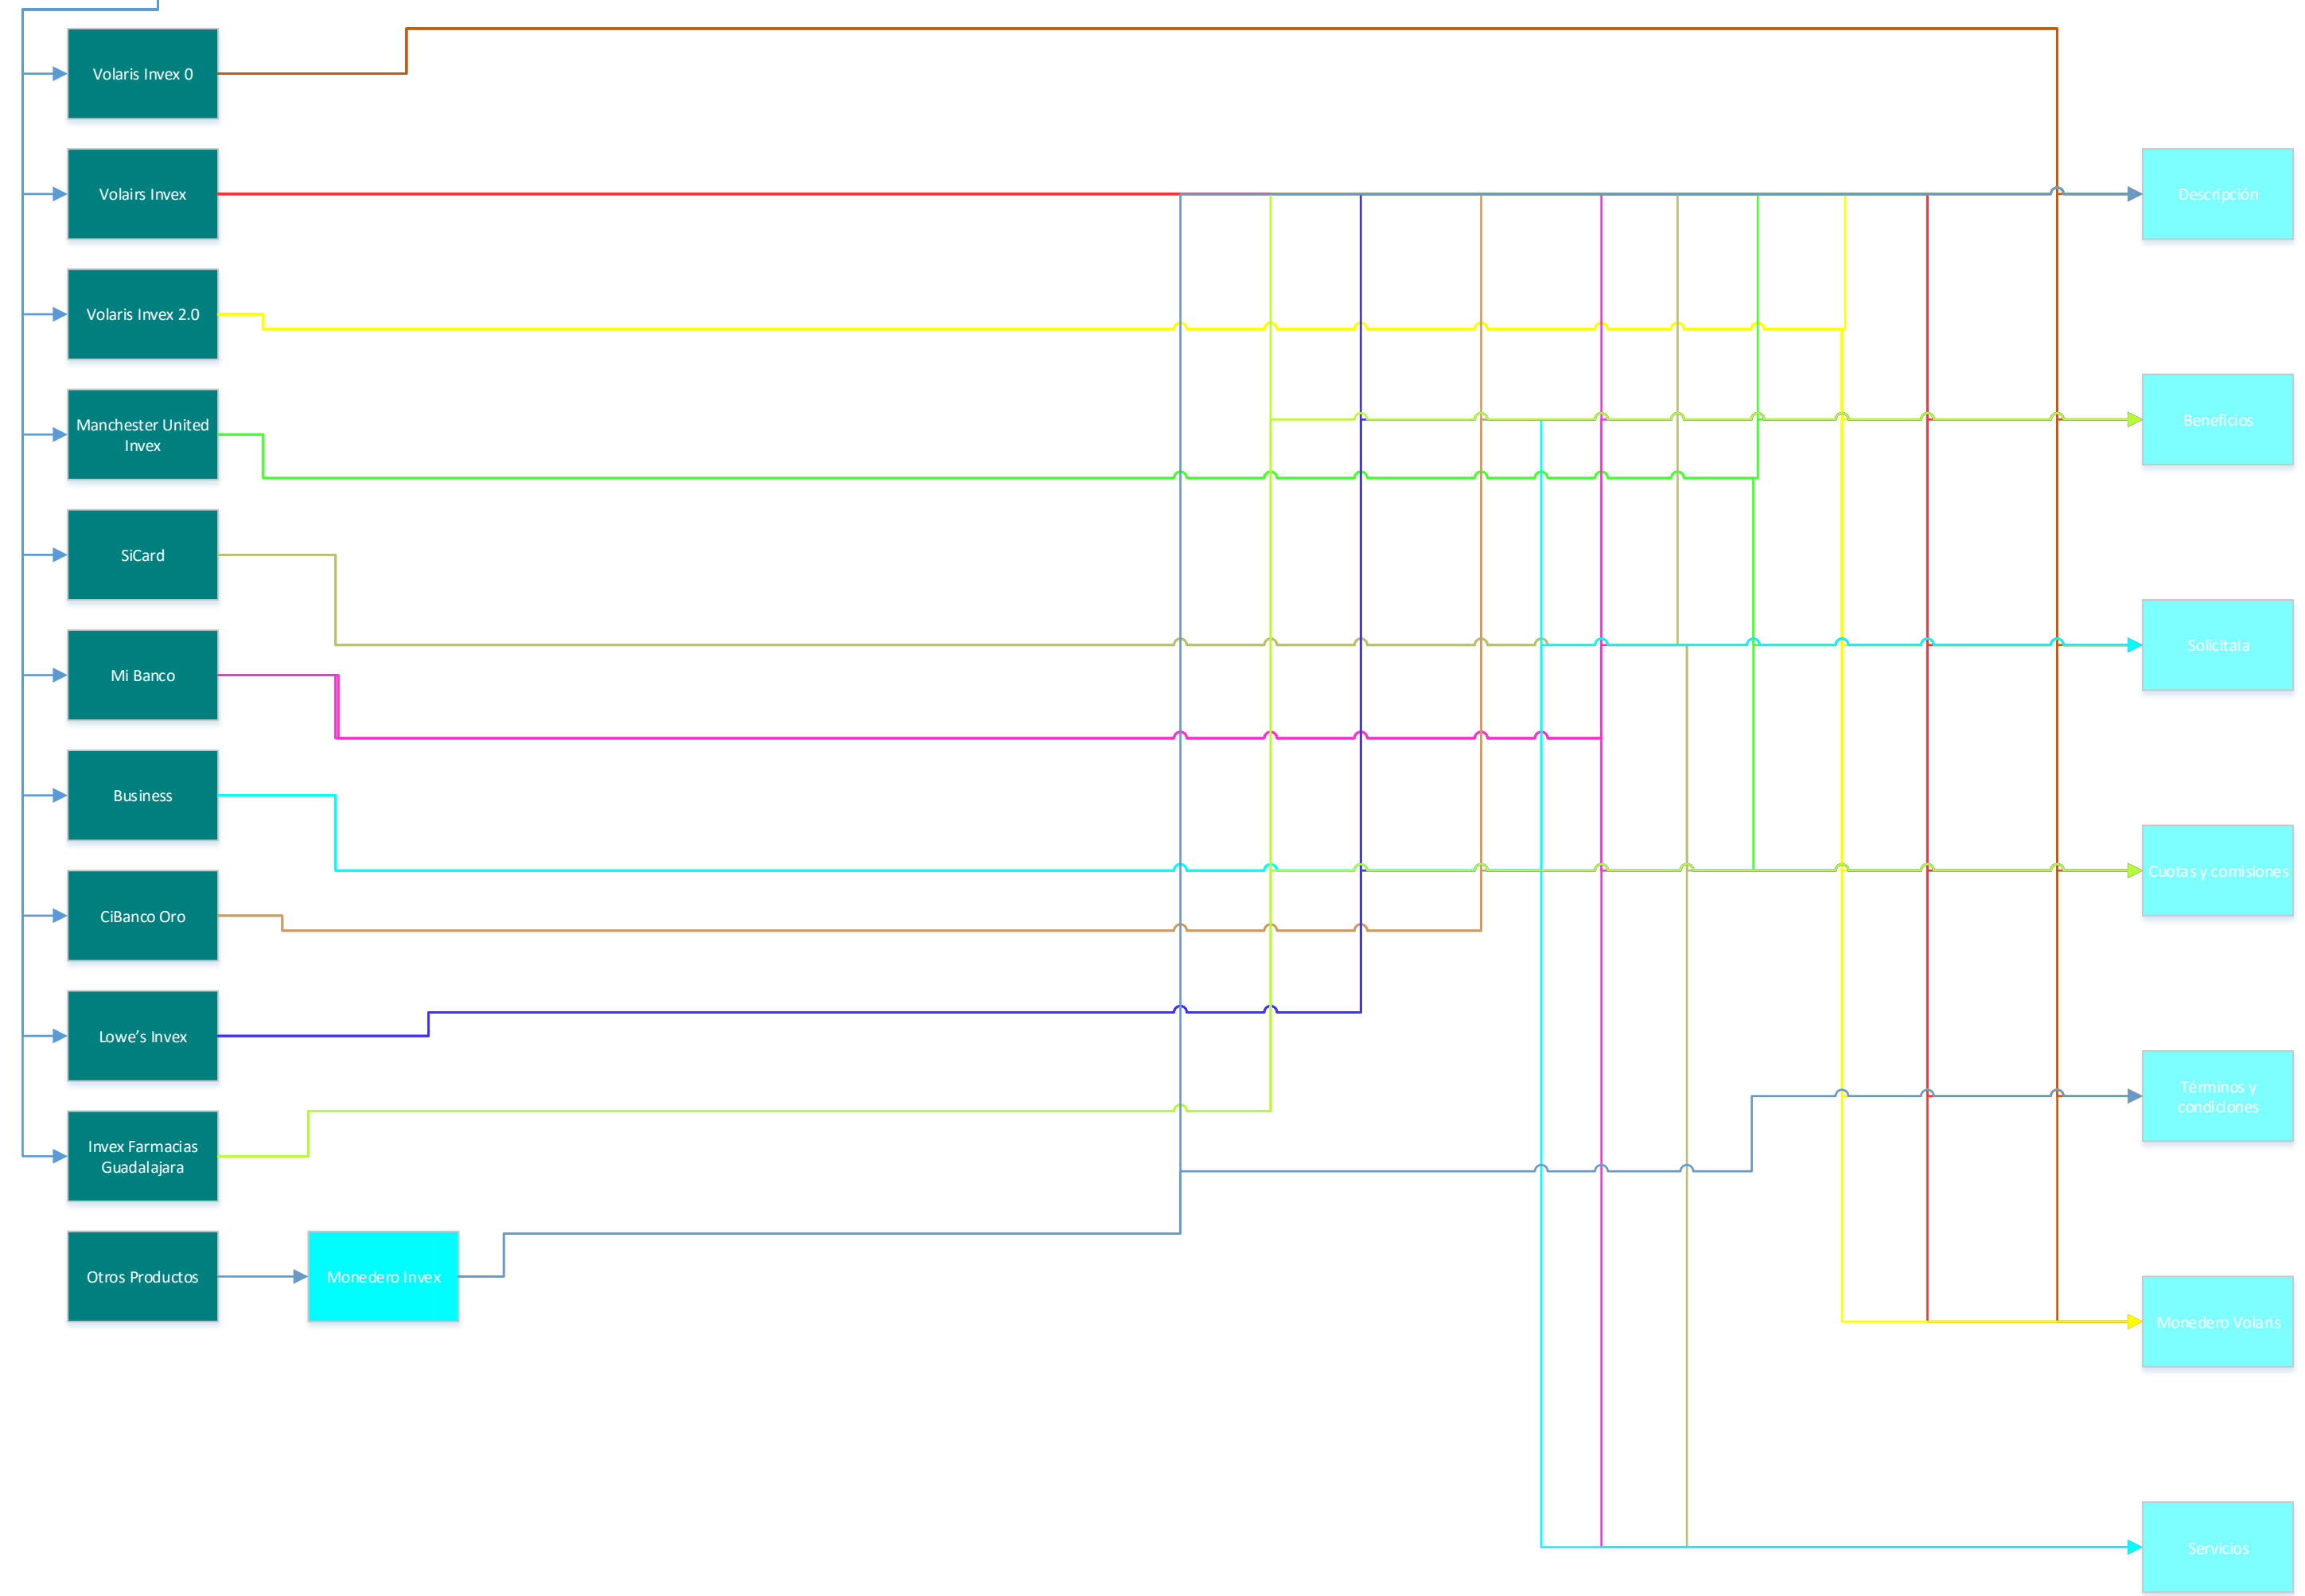 Volaris Invex 0
Volairs Invex
Descripción
Volaris Invex 2.0
Manchester United
Invex
Beneficios
SiCard
Solicitala
Mi Banco
Business
Cuotas y comisiones
CiBanco Oro
Lowe’s Invex
Términos y
condiciones
Invex Farmacias
Guadalajara
Otros Productos
Monedero Invex
Monedero Volaris
Servicios